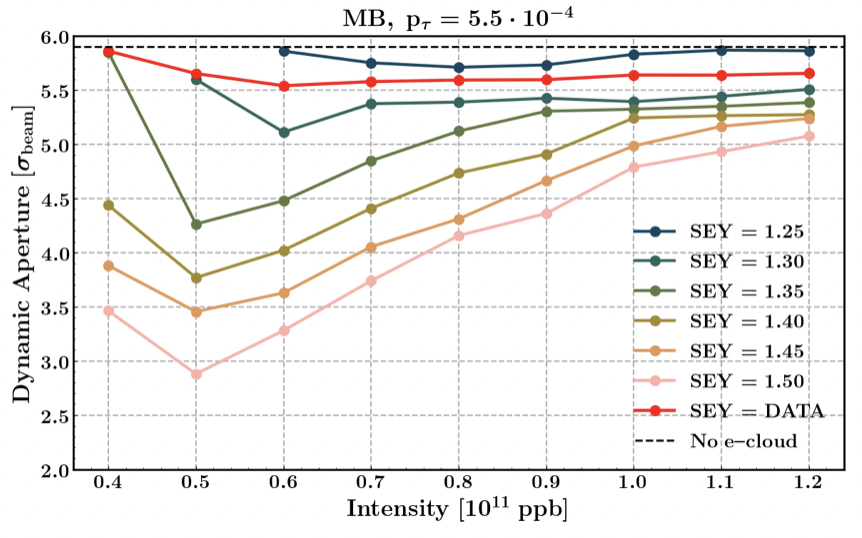 MB, p_τ = 5.5 · 10⁻⁴
Dynamic Aperture [σ_beam]
6.0
5.5
5.0
4.5
4.0
3.5
3.0
2.5
2.0
SEY = 1.25
SEY = 1.30
SEY = 1.35
SEY = 1.40
SEY = 1.45
SEY = 1.50
SEY = DATA
No e−cloud
0.4 0.5 0.6 0.7 0.8 0.9 1.0 1.1 1.2
Intensity [10¹¹ ppb]